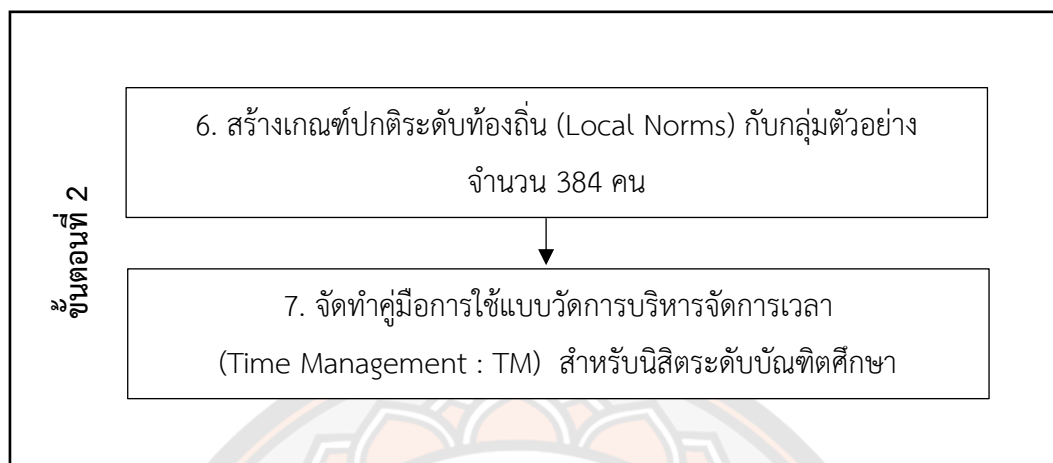 ขั้นตอนที่ 2
6. สร้างเกณฑ์ปกติระดับท้องถิ่น (Local Norms) กับกลุ่มตัวอย่าง
จำนวน 384 คน
7. จัดทำคู่มือการใช้แบบวัดการบริหารจัดการเวลา
(Time Management : TM) สำหรับนิสิตระดับบัณฑิตศึกษา